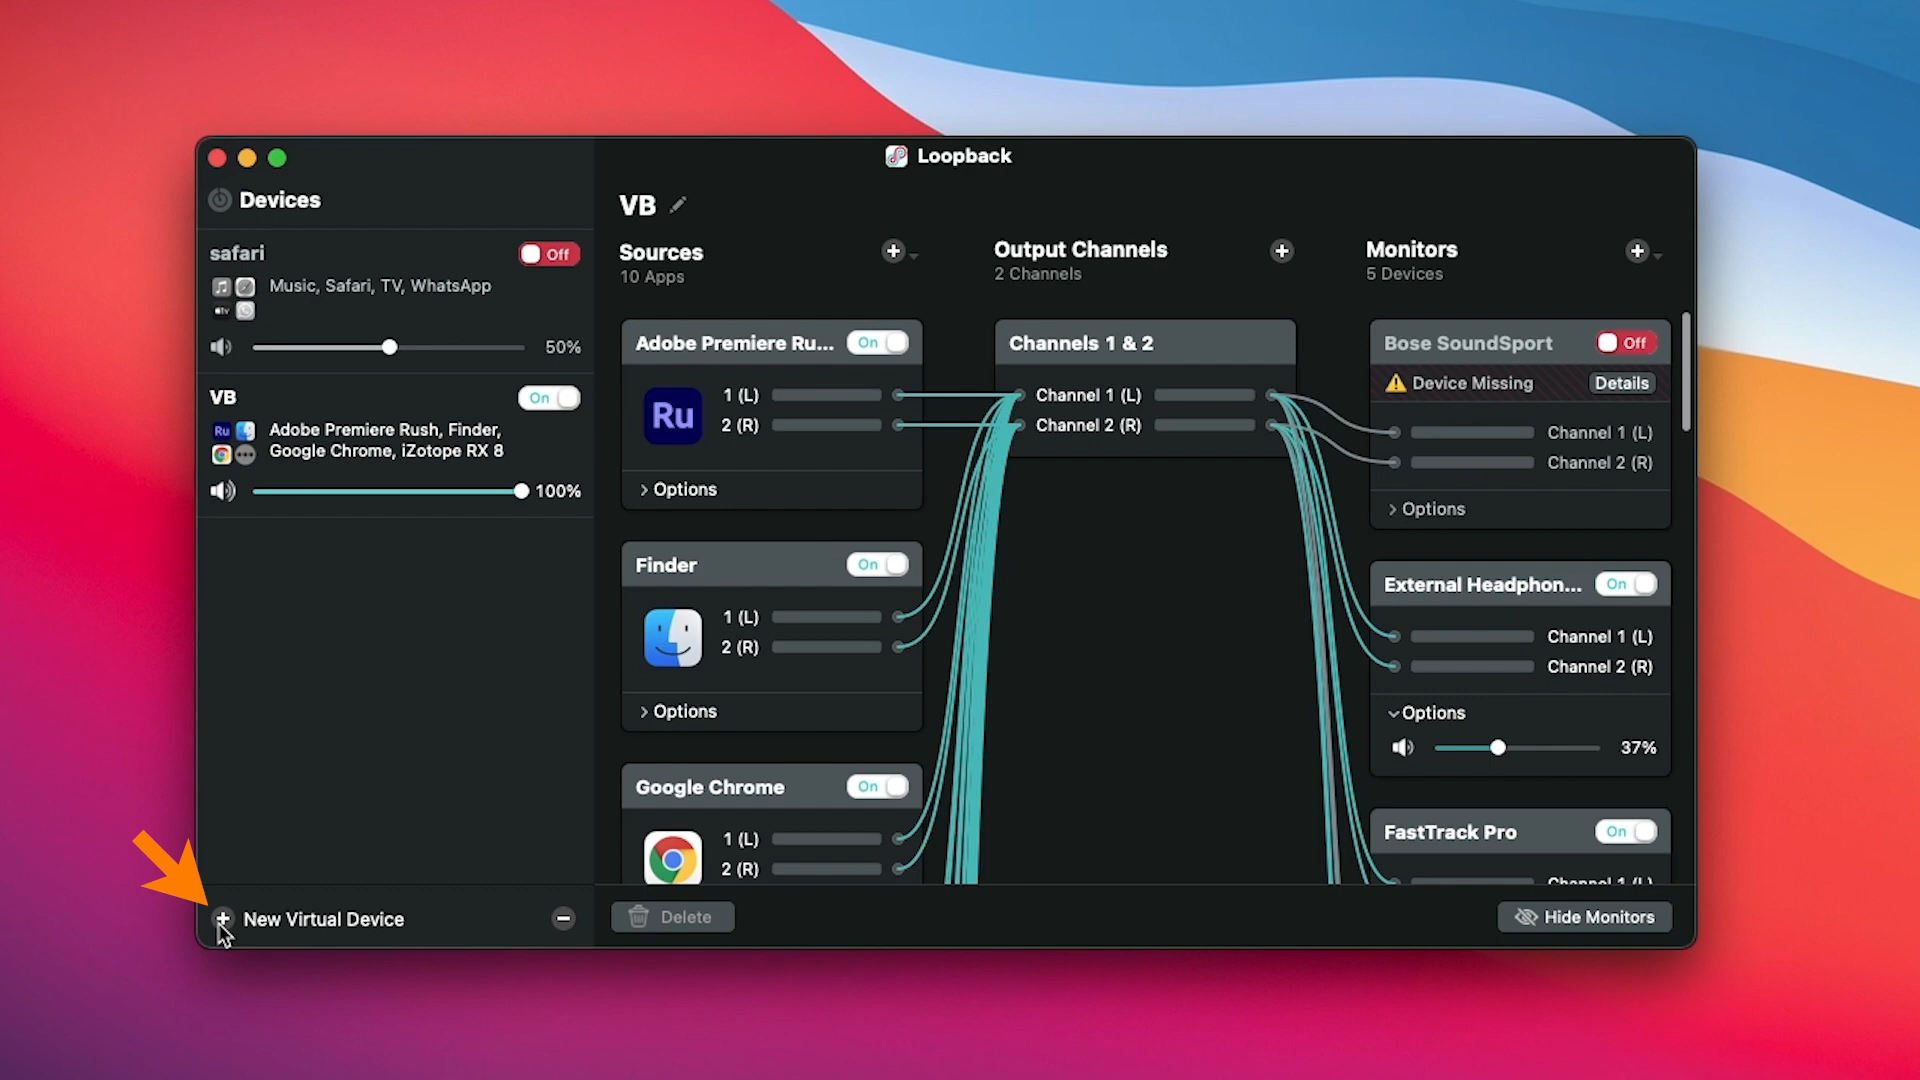 Loopback
Devices
safari
Off
Music, Safari, TV, WhatsApp
tv
50%
VB
On
Ru
Adobe Premiere Rush, Finder,
Google Chrome, iZotope RX 8
100%
New Virtual Device
VB
Sources
10 Apps
Adobe Premiere Ru...
On
Ru
1 (L)
2 (R)
Options
Finder
On
1 (L)
2 (R)
Options
Google Chrome
On
1 (L)
2 (R)
Delete
Output Channels
2 Channels
Channels 1 & 2
Channel 1 (L)
Channel 2 (R)
Monitors
5 Devices
Bose SoundSport
Off
Device Missing
Details
Channel 1 (L)
Channel 2 (R)
Options
External Headphon...
On
Channel 1 (L)
Channel 2 (R)
Options
37%
FastTrack Pro
On
Channel 1 (L)
Hide Monitors